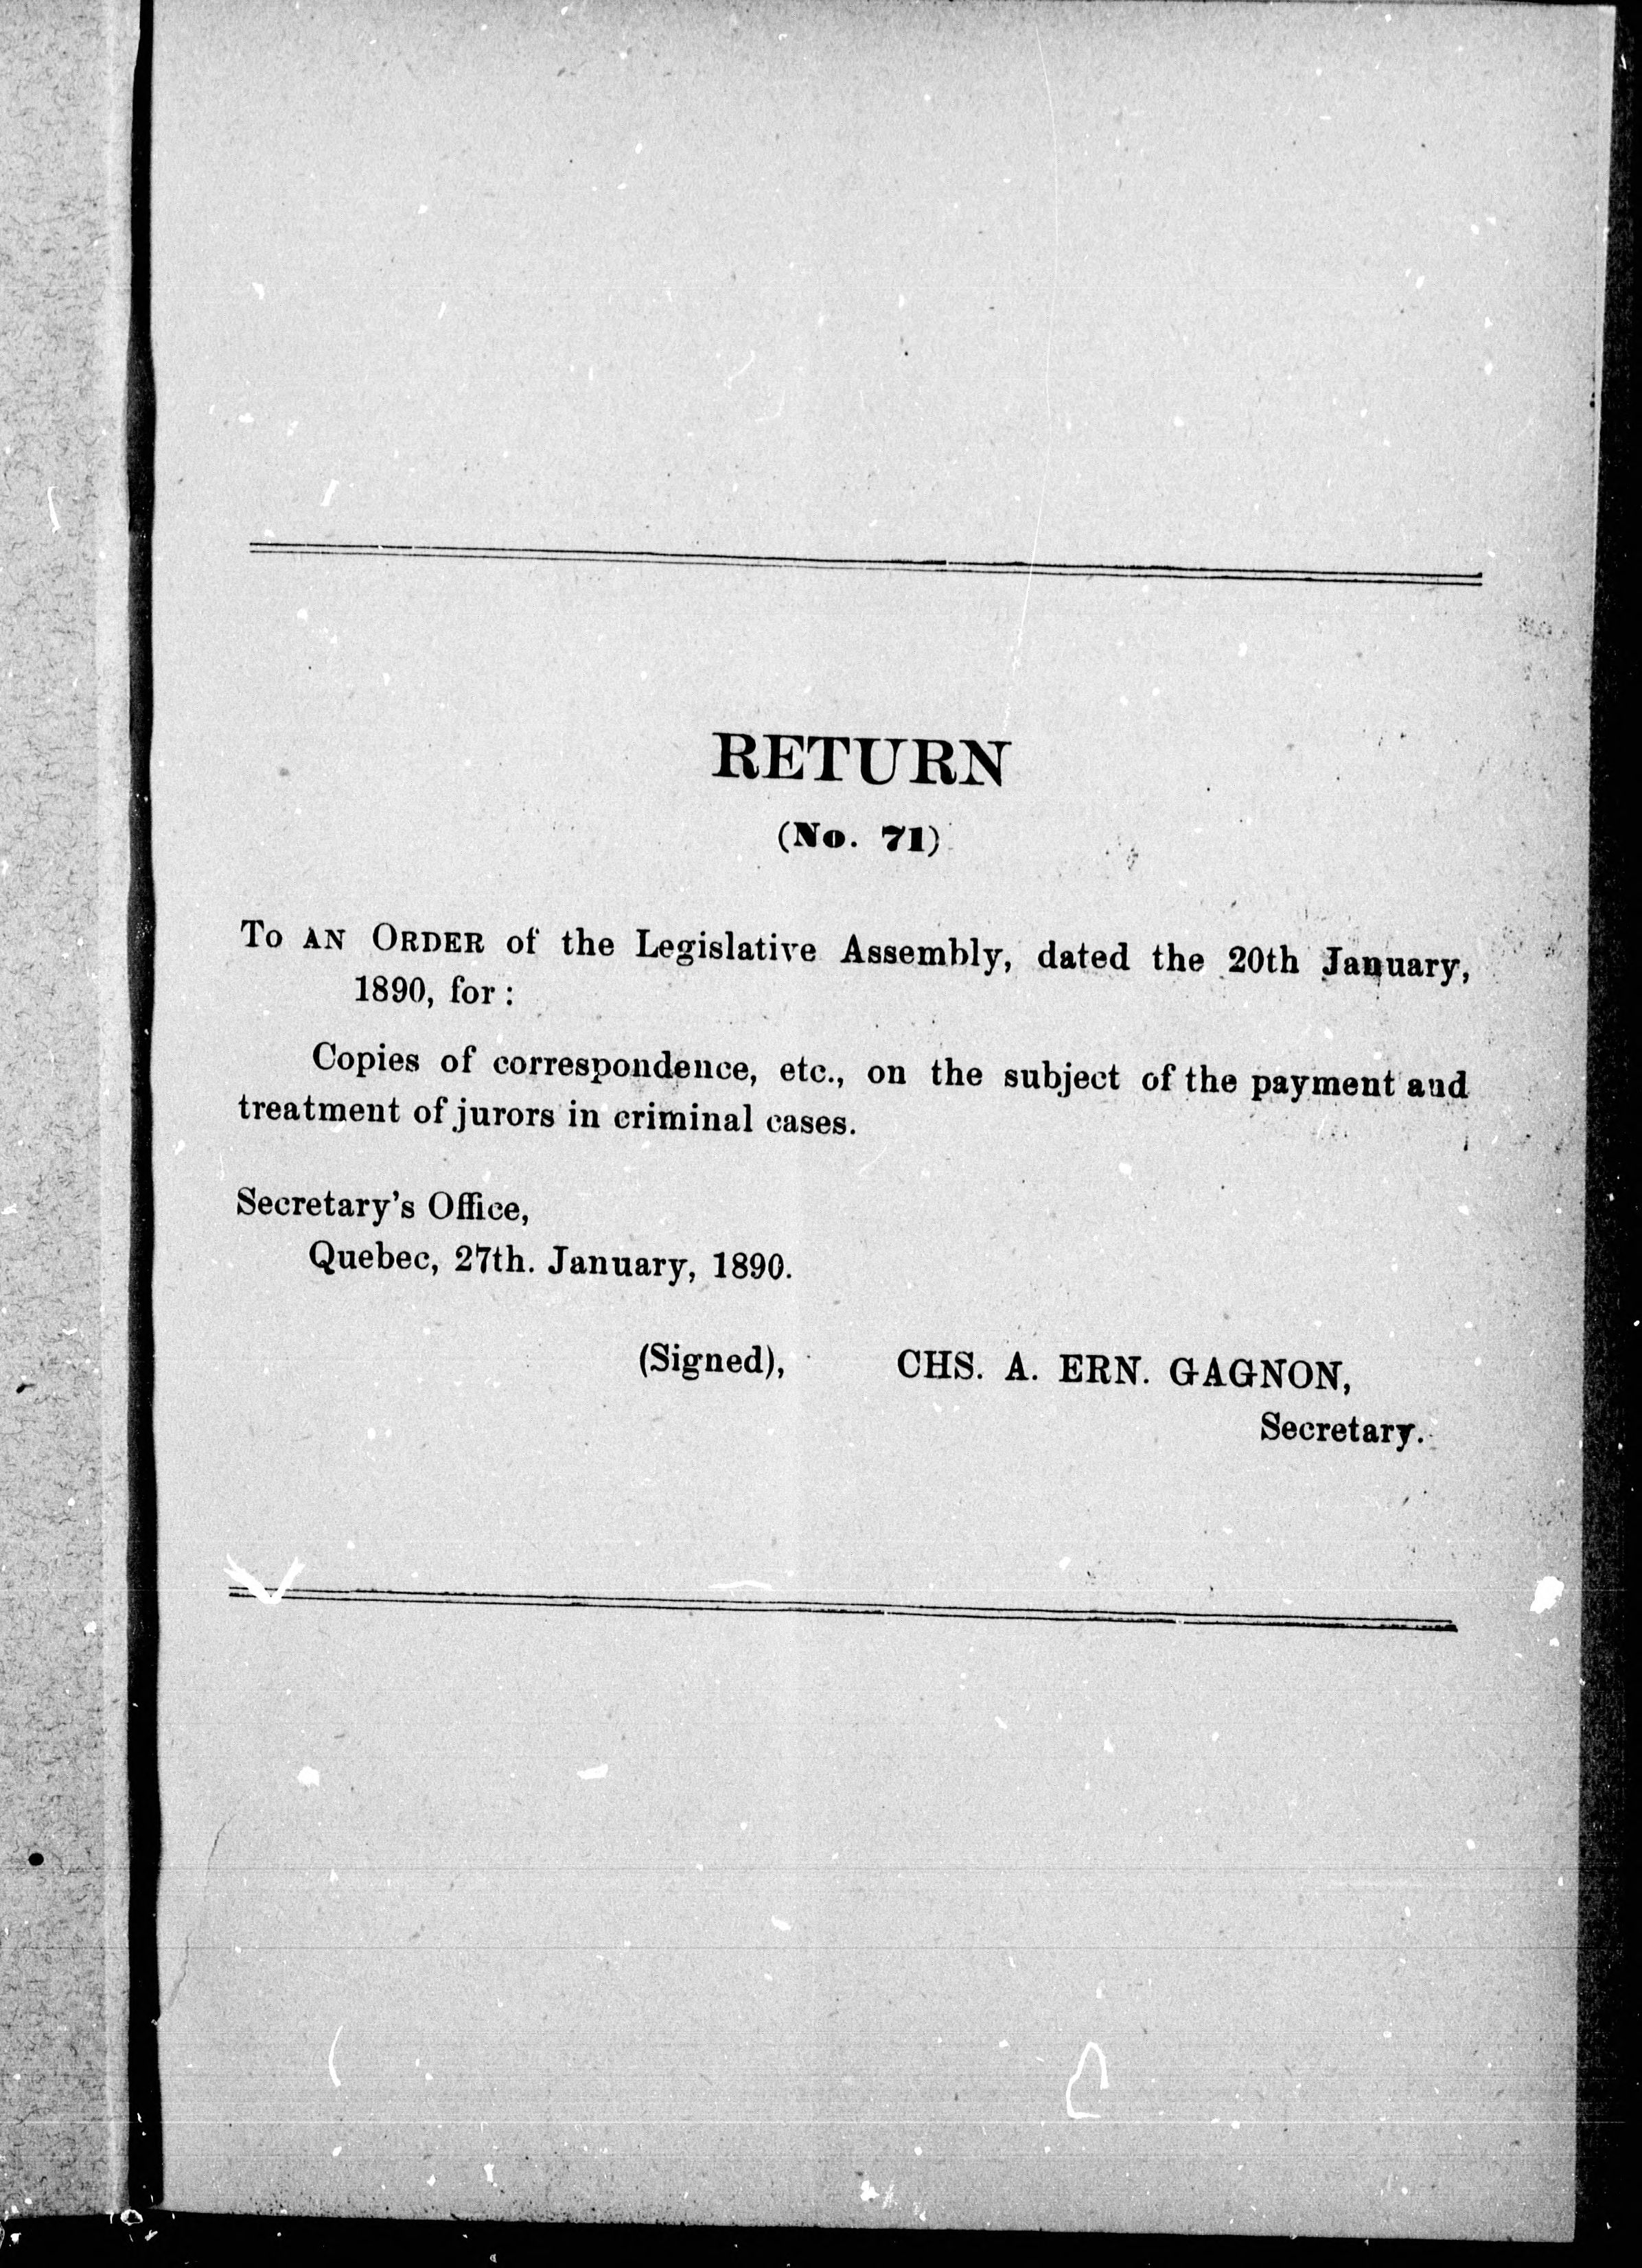 RETURN
(No. 71)
To AN ORDER of the Legislative Assembly, dated the 20th January,
1890, for :
Copies of correspondence, etc., on the subject of the payment and
treatment of jurors in criminal cases.
Secretary's Office,
Quebec, 27th. January, 1890.
(Signed), CHS. A. ERN. GAGNON,
Secretary.